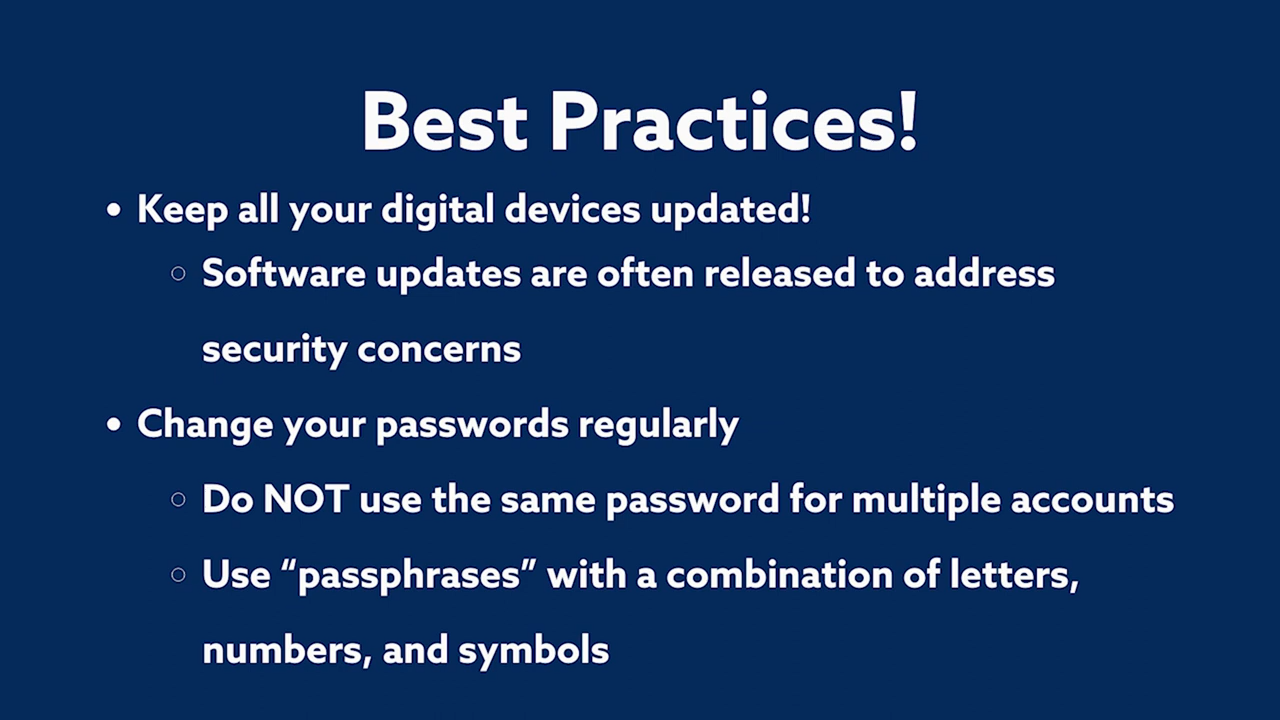 Best Practices!
• Keep all your digital devices updated!
○ Software updates are often released to address
security concerns
• Change your passwords regularly
○ Do NOT use the same password for multiple accounts
○ Use “passphrases” with a combination of letters,
numbers, and symbols